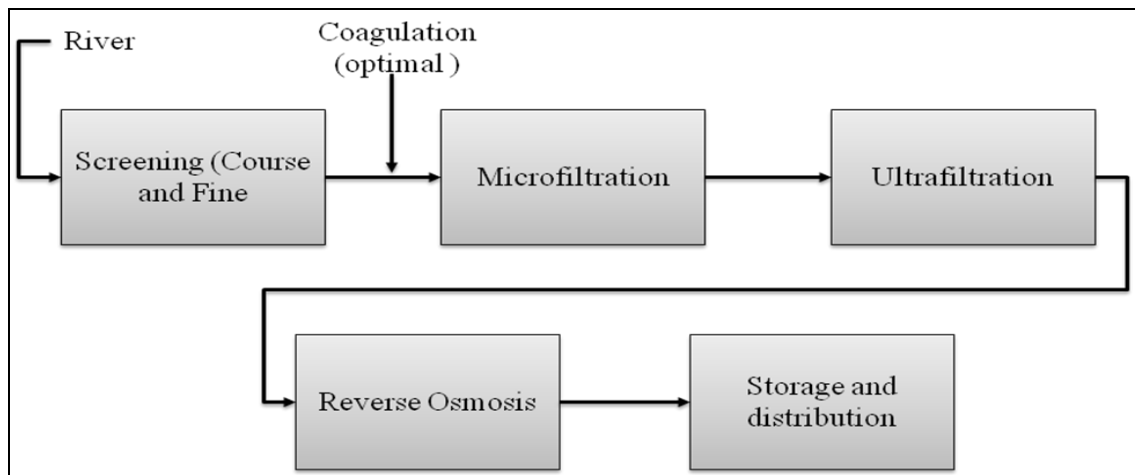 River
Coagulation
(optimal )
Screening (Course
and Fine
Microfiltration
Ultrafiltration
Reverse Osmosis
Storage and
distribution